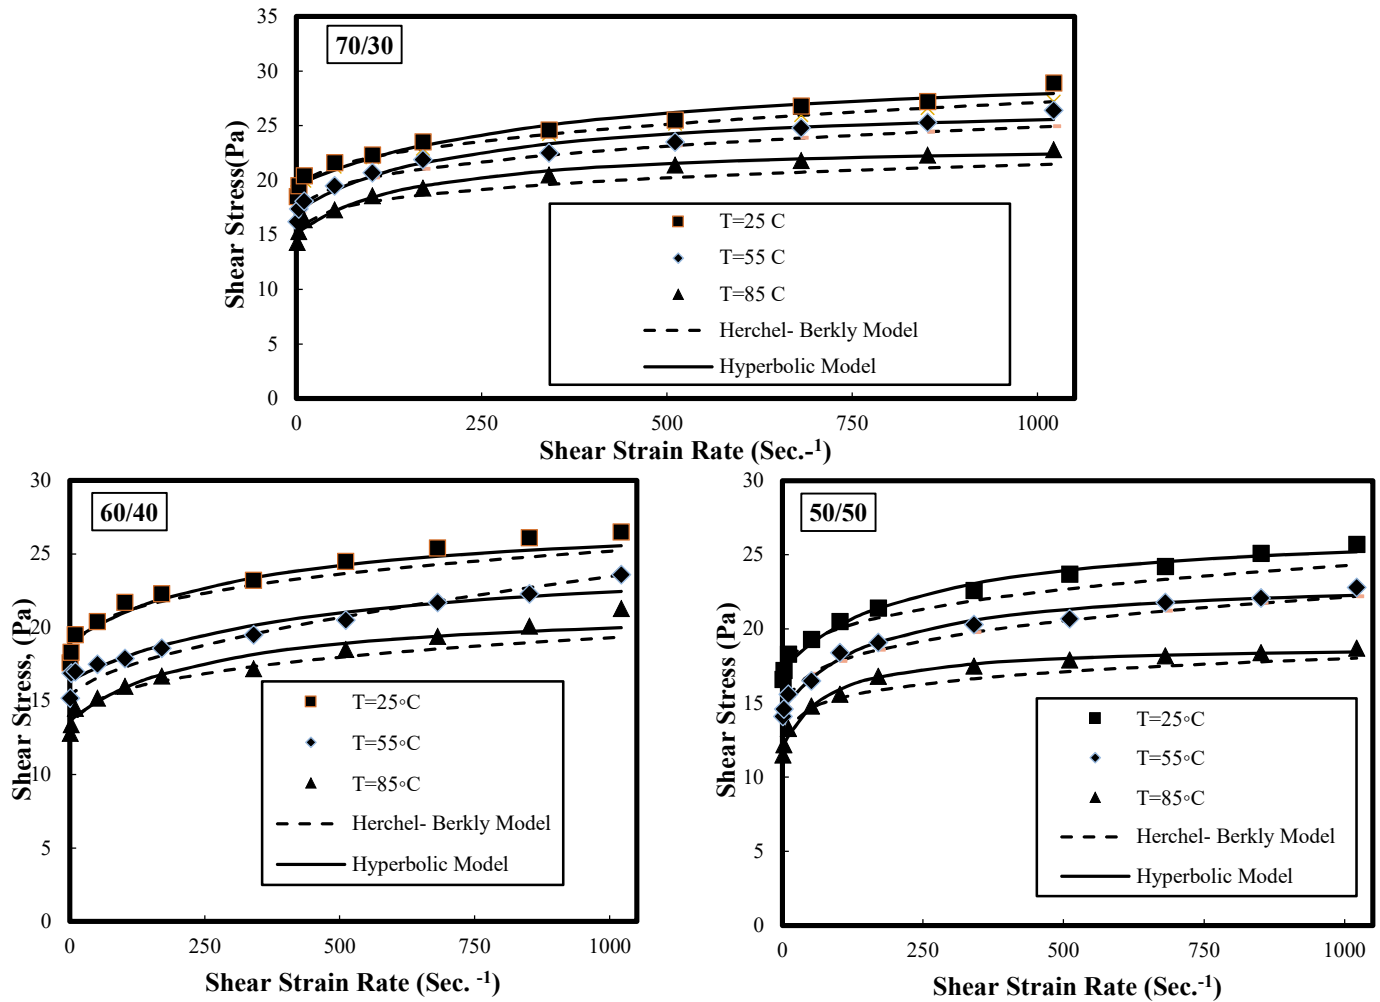 70/30
Shear Stress(Pa)
35
30
25
20
15
10
5
0
T=25 C
T=55 C
T=85 C
Herchel- Berkly Model
Hyperbolic Model
0 250 500 750 1000
Shear Strain Rate (Sec.-¹)
60/40
Shear Stress, (Pa)
30
25
20
15
10
5
0
T=25◦C
T=55◦C
T=85◦C
Herchel- Berkly Model
Hyperbolic Model
0 250 500 750 1000
Shear Strain Rate (Sec. -¹)
50/50
Shear Stress (Pa)
30
25
20
15
10
5
0
T=25◦C
T=55◦C
T=85◦C
Herchel- Berkly Model
Hyperbolic Model
0 250 500 750 1000
Shear Strain Rate (Sec.-¹)